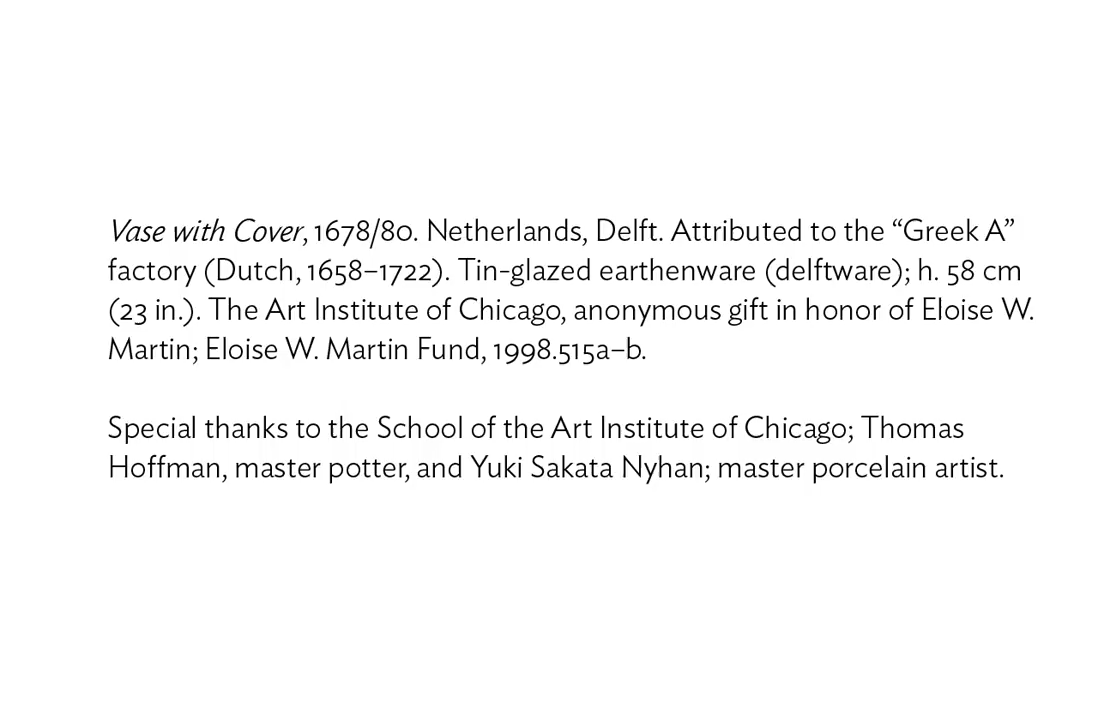 Vase with Cover, 1678/80. Netherlands, Delft. Attributed to the “Greek A”
factory (Dutch, 1658–1722). Tin-glazed earthenware (delftware); h. 58 cm
(23 in.). The Art Institute of Chicago, anonymous gift in honor of Eloise W.
Martin; Eloise W. Martin Fund, 1998.515a–b.
Special thanks to the School of the Art Institute of Chicago; Thomas
Hoffman, master potter, and Yuki Sakata Nyhan; master porcelain artist.